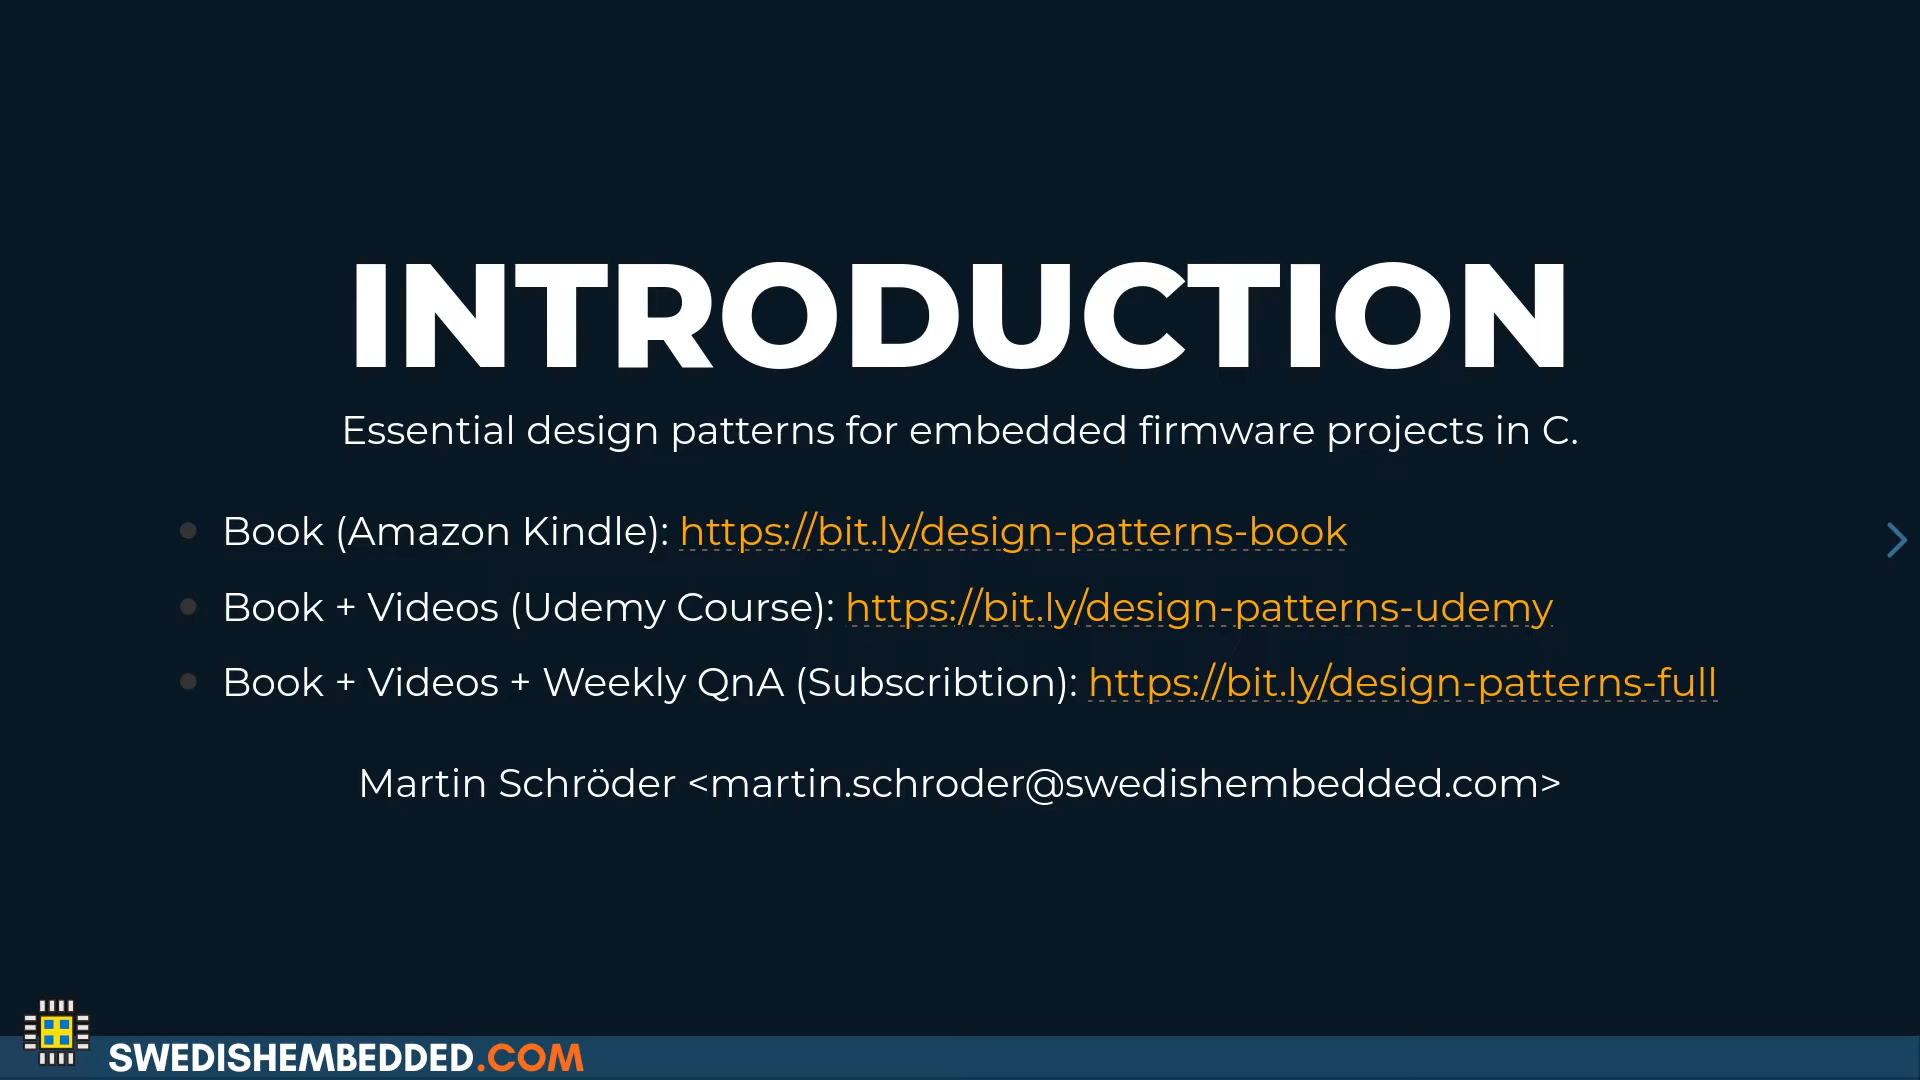 INTRODUCTION
Essential design patterns for embedded firmware projects in C.
Book (Amazon Kindle): https://bit.ly/design-patterns-book
Book + Videos (Udemy Course): https://bit.ly/design-patterns-udemy
Book + Videos + Weekly QnA (Subscribtion): https://bit.ly/design-patterns-full
Martin Schröder <martin.schroder@swedishembedded.com>
SWEDISHEMBEDDED.COM